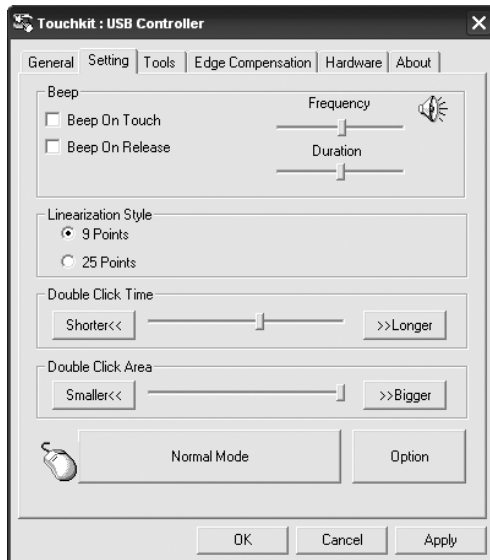 Touchkit : USB Controller
General Setting Tools Edge Compensation Hardware About
Beep
Beep On Touch
Beep On Release
Frequency
Duration
Linearization Style
9 Points
25 Points
Double Click Time
Shorter<< >>Longer
Double Click Area
Smaller<< >>Bigger
Normal Mode Option
OK Cancel Apply